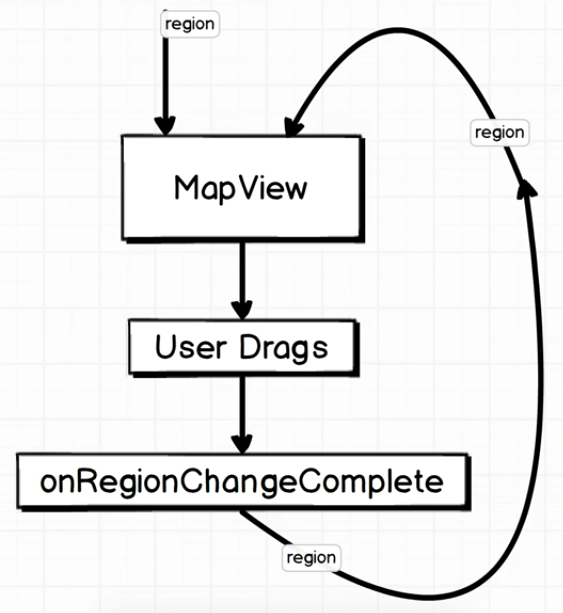 region
region
MapView
User Drags
onRegionChangeComplete
region